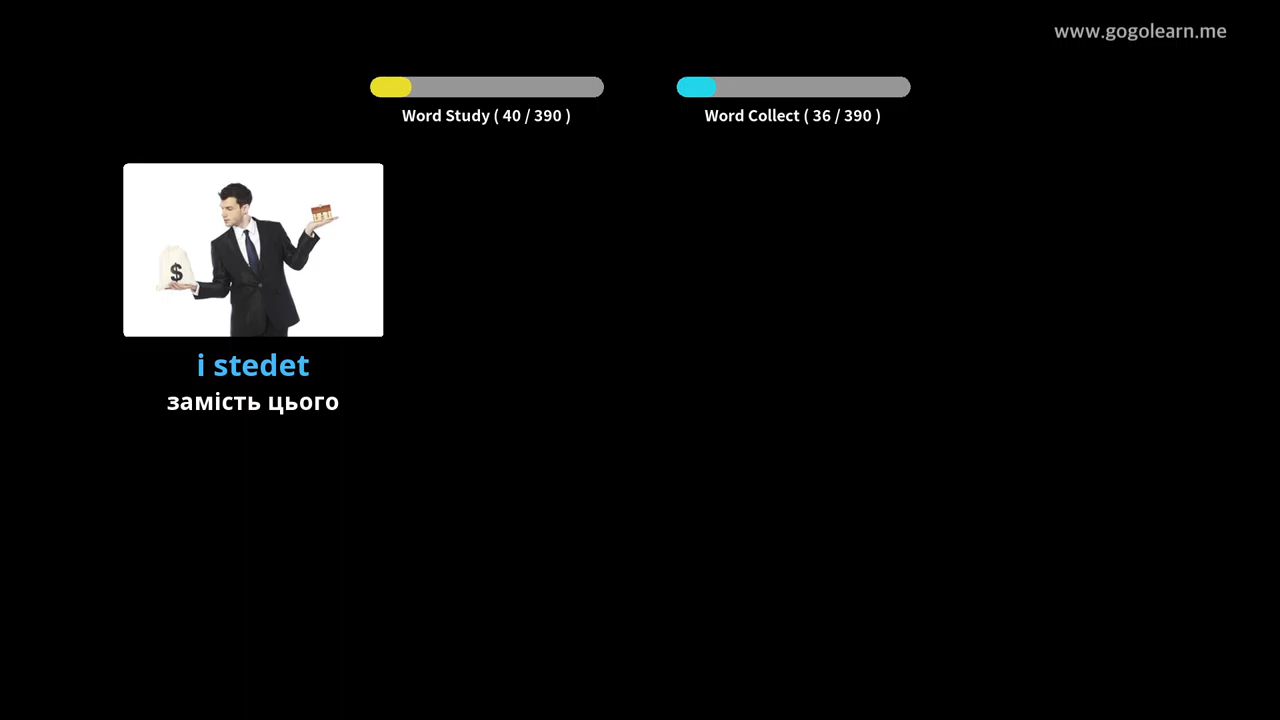 www.gogolearn.me
Word Study ( 40 / 390 )
Word Collect ( 36 / 390 )
$
i stedet
замість цього